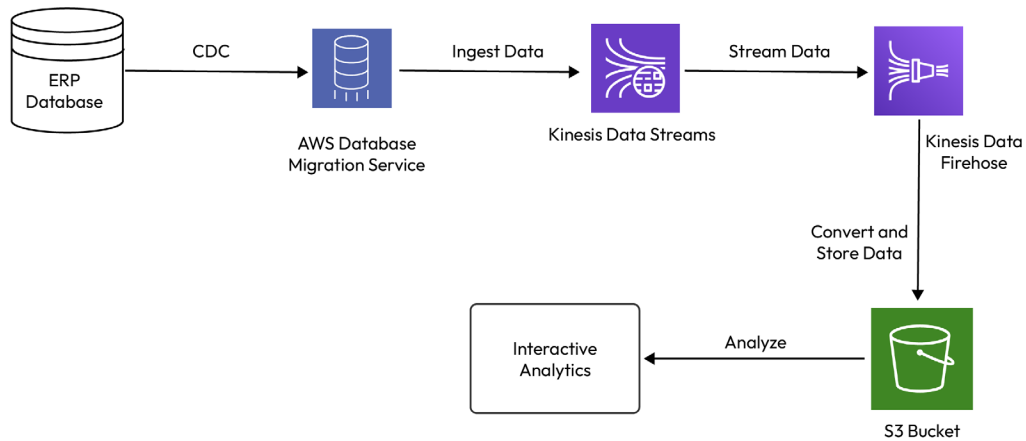 ERP
Database
CDC
AWS Database
Migration Service
Ingest Data
Kinesis Data Streams
Stream Data
Kinesis Data
Firehose
Convert and
Store Data
S3 Bucket
Analyze
Interactive
Analytics